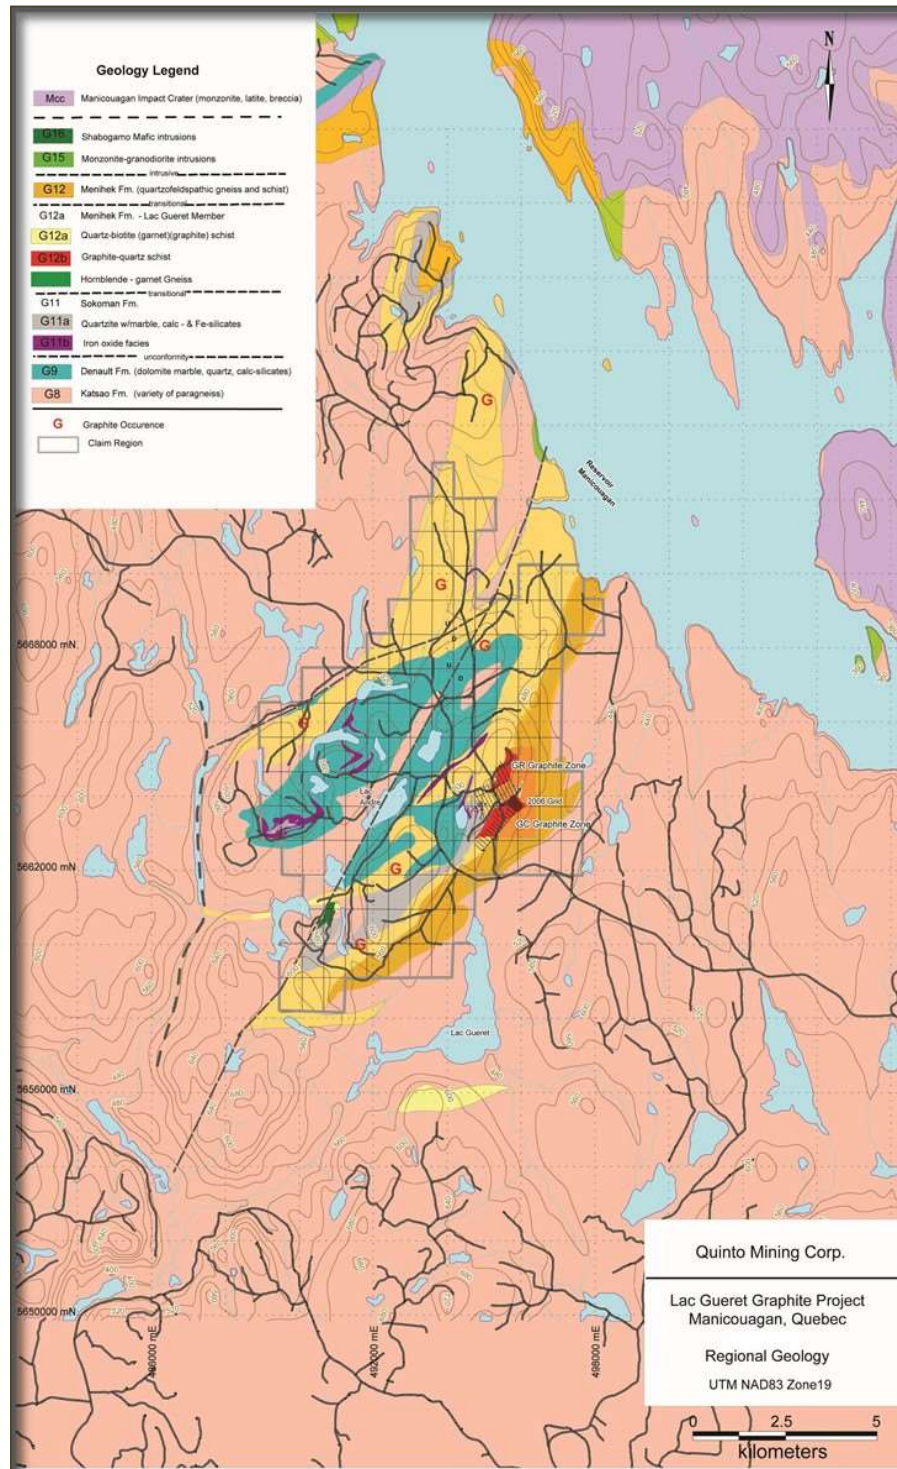 N
Geology Legend
Mcc Manicouagan Impact Crater (monzonite, latite, breccia)
G16 Shabogamo Mafic intrusions
G15 Monzonite-granodiorite intrusions
intrusive
G12 Menihek Fm. (quartzofeldspathic gneiss and schist)
transitional
G12a Menihek Fm. - Lac Gueret Member
G12a Quartz-biotite (garnet)(graphite) schist
G12b Graphite-quartz schist
Hornblende - garnet Gneiss
transitional
G11 Sokoman Fm.
G11a Quartzite w/marble, calc - & Fe-silicates
G11b Iron oxide facies
unconformity
G9 Denault Fm. (dolomite marble, quartz, calc-silicates)
G8 Katsao Fm. (variety of paragneiss)
G Graphite Occurence
Claim Region
G
Reservoir
Manicouagan
G
5668000 mN
G
G
GR Graphite Zone
Lac
Andre
2006 Grid
GC Graphite Zone
5662000 mN
G
G
Lac Gueret
5656000 mN
5650000 mN
486000 mE
492000 mE
498000 mE
Quinto Mining Corp.
Lac Gueret Graphite Project
Manicouagan, Quebec
Regional Geology
UTM NAD83 Zone19
0 2.5 5
kilometers